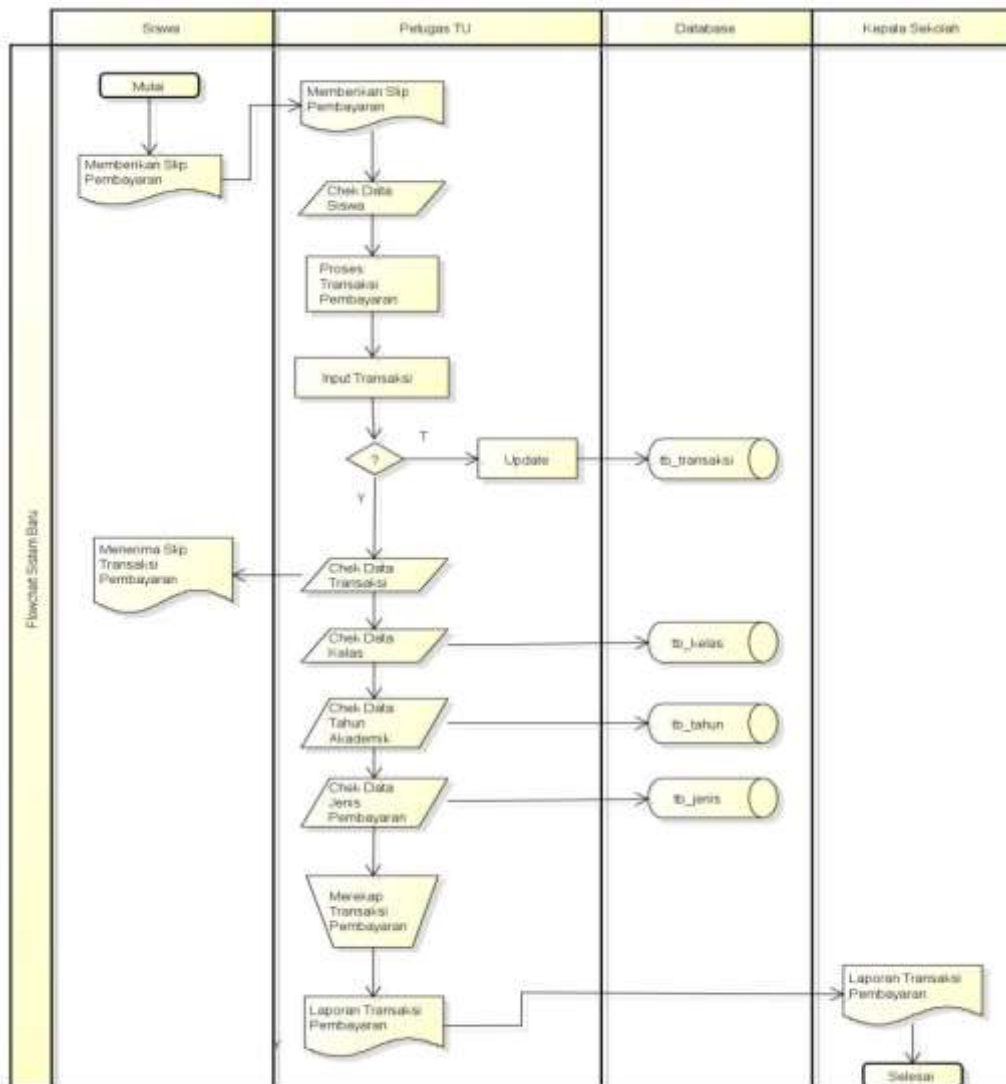 Siswa
Petugas TU
Database
Kepala Sekolah
Flowchat Sistem Baru
Mulai
Memberikan Slip
Pembayaran
Memberikan Slip
Pembayaran
Chek Data
Siswa
Proses
Transaksi
Pembayaran
Input Transaksi
?
T
Update
tb_transaksi
Y
Menerima Slip
Transaksi
Pembayaran
Chek Data
Transaksi
Chek Data
Kelas
tb_kelas
Chek Data
Tahun
Akademik
tb_tahun
Chek Data
Jenis
Pembayaran
tb_jenis
Merekap
Transaksi
Pembayaran
Laporan Transaksi
Pembayaran
Laporan Transaksi
Pembayaran
Selesai